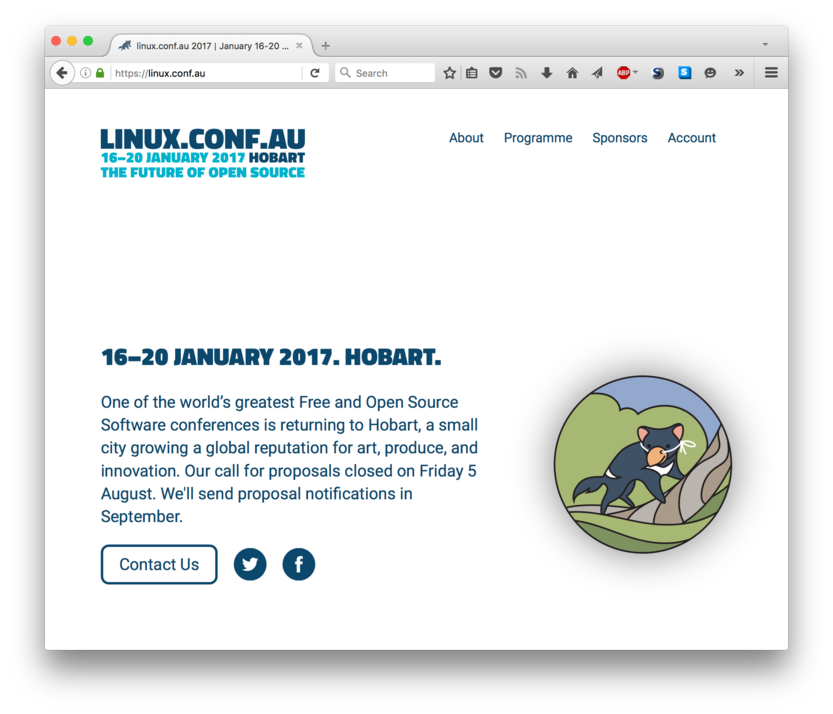 linux.conf.au 2017 | January 16-20 ...
https://linux.conf.au
Search
ABP
S
S
LINUX.CONF.AU
16–20 JANUARY 2017 HOBART
THE FUTURE OF OPEN SOURCE
About Programme Sponsors Account
16–20 JANUARY 2017. HOBART.
One of the world's greatest Free and Open Source
Software conferences is returning to Hobart, a small
city growing a global reputation for art, produce, and
innovation. Our call for proposals closed on Friday 5
August. We'll send proposal notifications in
September.
Contact Us